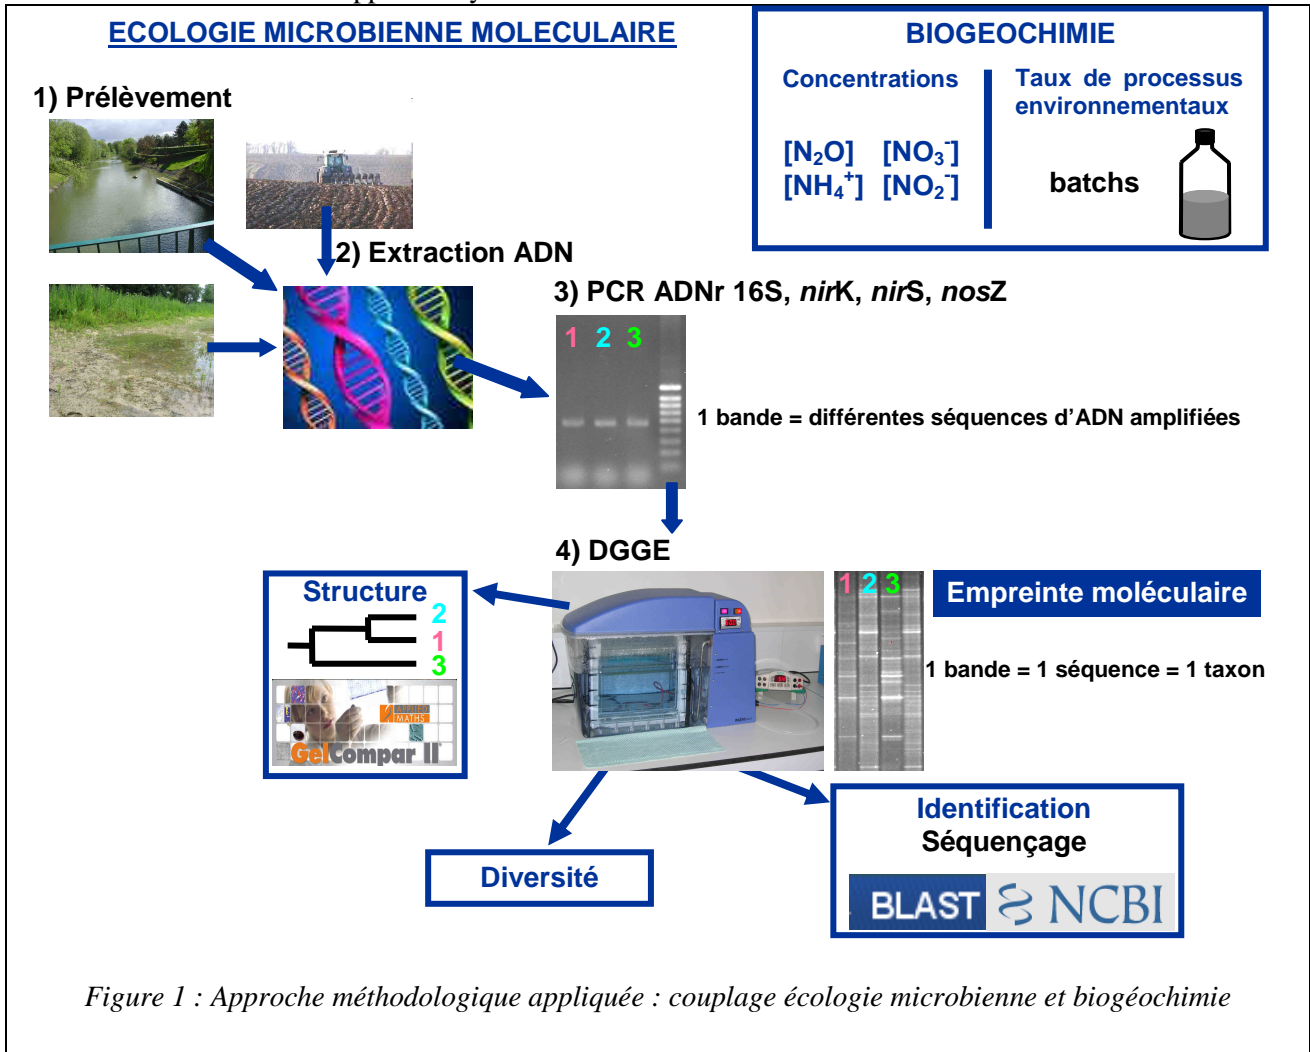 ECOLOGIE MICROBIENNE MOLECULAIRE
BIOGEOCHIMIE
Concentrations
Taux de processus
environnementaux
[N₂O] [NO₃⁻]
[NH₄⁺] [NO₂⁻]
batchs
1) Prélèvement
2) Extraction ADN
3) PCR ADNr 16S, nirK, nirS, nosZ
1 2 3
1 bande = différentes séquences d'ADN amplifiées
4) DGGE
Structure
2
1
3
APPLIED
MATHS
GelCompar II
1 2 3
Empreinte moléculaire
1 bande = 1 séquence = 1 taxon
Diversité
Identification
Séquençage
BLAST NCBI
Figure 1 : Approche méthodologique appliquée : couplage écologie microbienne et biogéochimie